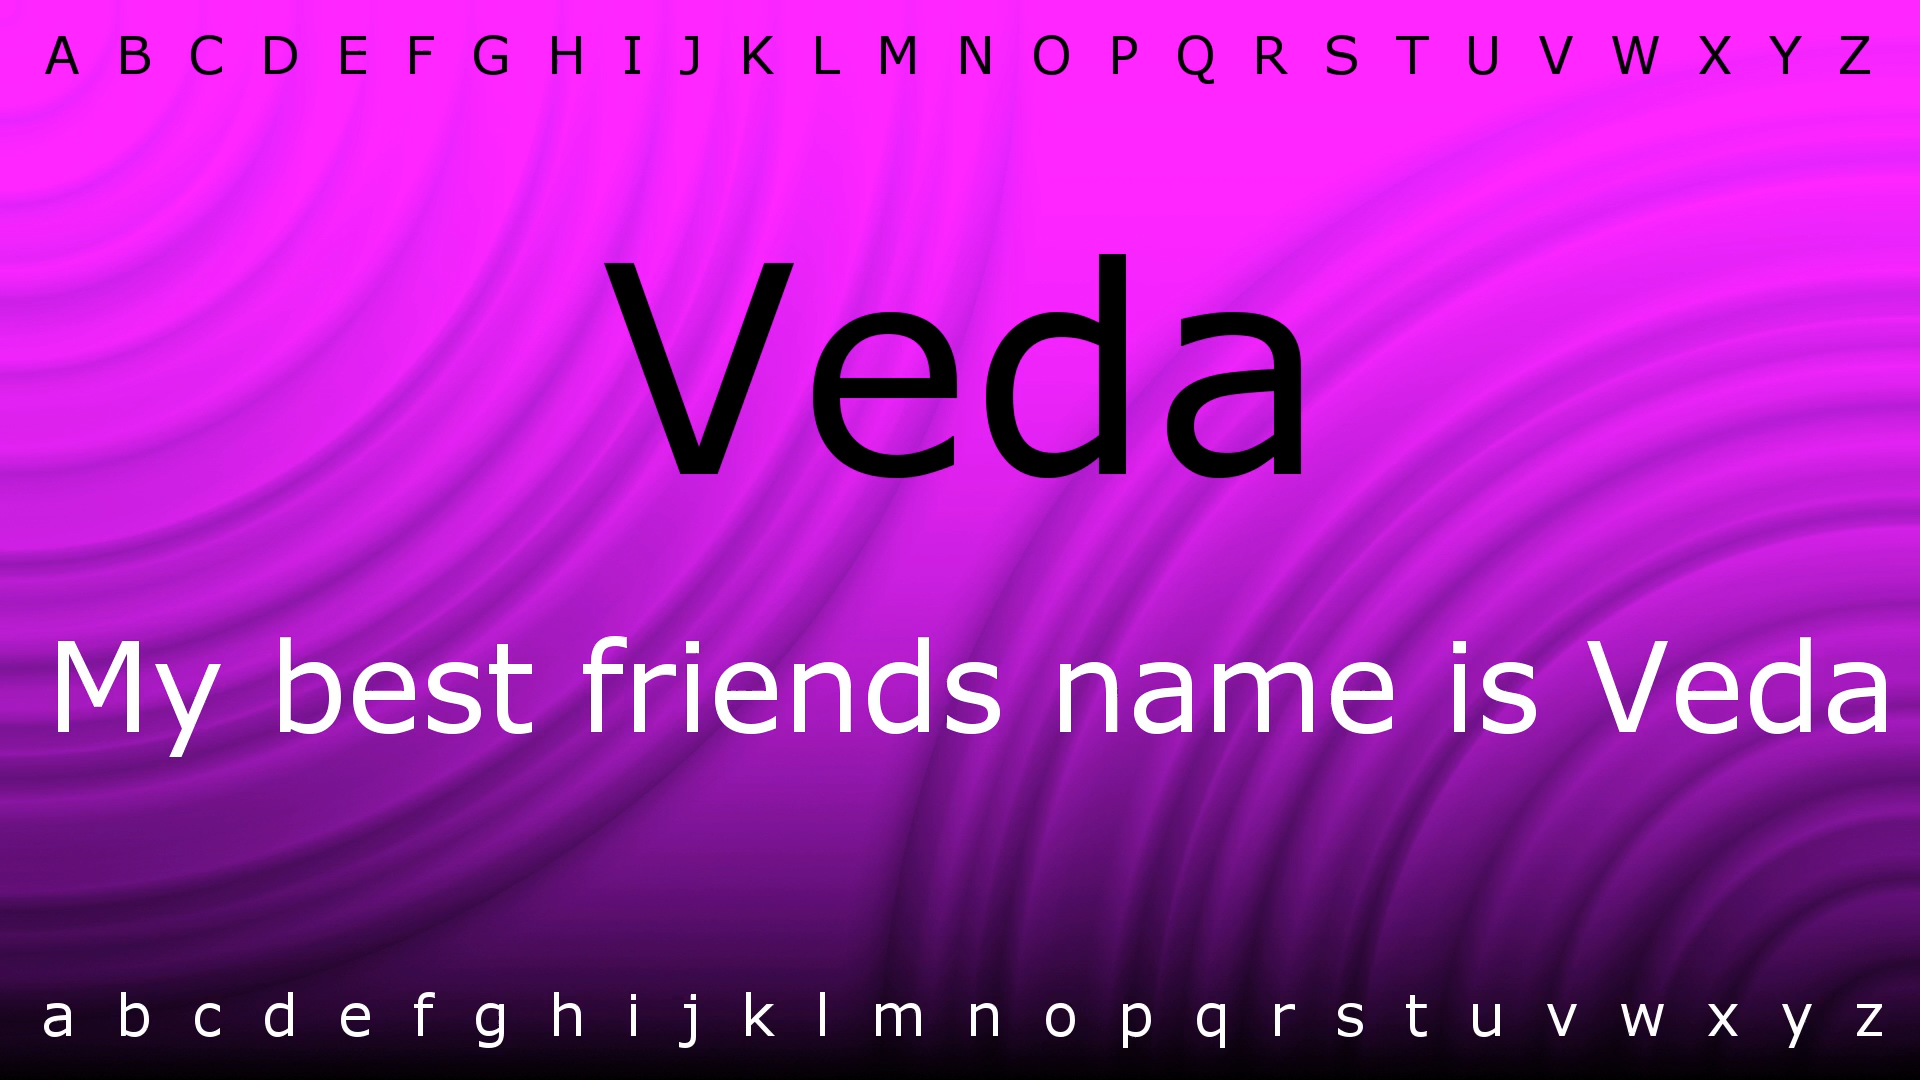 A B C D E F G H I J K L M N O P Q R S T U V W X Y Z
Veda
My best friends name is Veda
a b c d e f g h i j k l m n o p q r s t u v w x y z